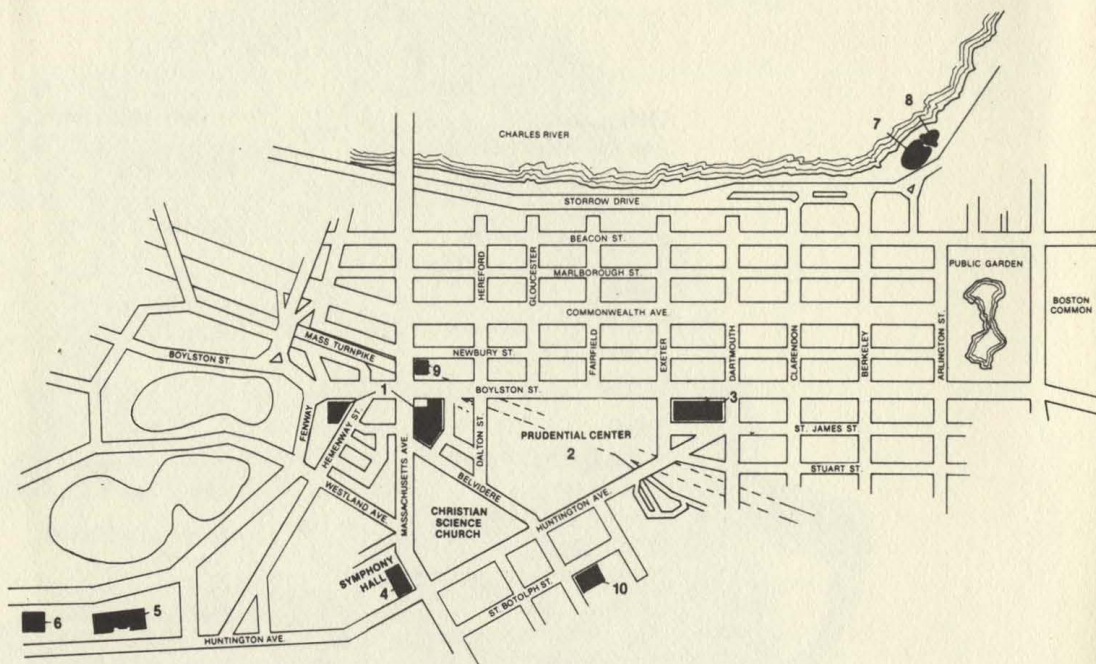 8
7
CHARLES RIVER
STORROW DRIVE
BEACON ST.
PUBLIC GARDEN
HEREFORD
GLOUCESTER
MARLBOROUGH ST.
BOSTON
COMMON
COMMONWEALTH AVE.
MASS TURNPIKE
BOYLSTON ST.
NEWBURY ST.
FAIRFIELD
EXETER
DARTMOUTH
CLARENDON
BERKELEY
ARLINGTON ST.
9
1
BOYLSTON ST.
3
FENWAY
HEMENWAY ST.
MASSACHUSETTS AVE.
DALTON ST.
PRUDENTIAL CENTER
2
ST. JAMES ST.
STUART ST.
WESTLAND AVE.
BELVIDERE
HUNTINGTON AVE.
CHRISTIAN
SCIENCE
CHURCH
SYMPHONY
HALL
4
ST. BOTOLPH ST.
10
6
5
HUNTINGTON AVE.